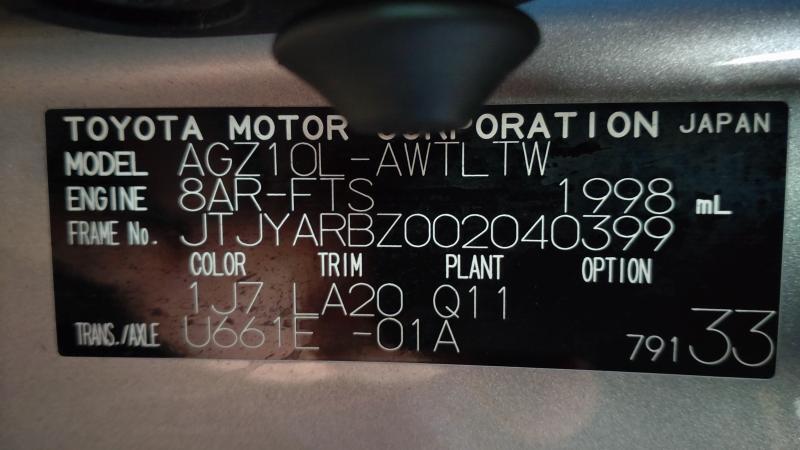 TOYOTA MOTOR CORPORATION JAPAN
MODEL AGZ10L-AWTLTW
ENGINE 8AR-FTS 1998 mL
FRAME No. JTJYARBZ002040399
COLOR TRIM PLANT OPTION
1J7 LA20 Q11
TRANS./AXLE U661E -01A
791 33